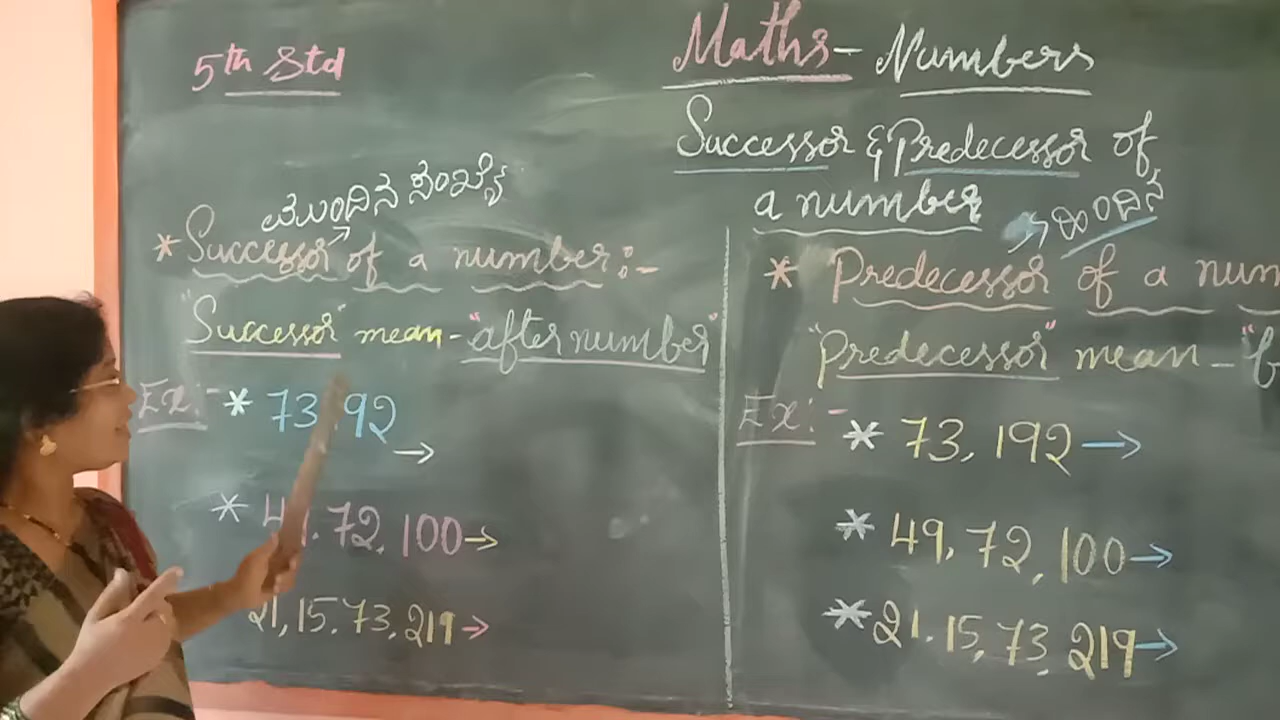 5th Std
Maths - Numbers
Successor & Predecessor of
a number
ಮುಂದಿನ ಸಂಖ್ಯೆ
* Successor of a number:-
"Successor" mean - "after number"
Ex:- * 73, 92 →
* 49, 72, 100 →
21, 15, 73, 219 →
→ ಹಿಂದಿನ
* Predecessor of a num
"Predecessor" mean -
Ex:- * 73, 192 →
* 49, 72, 100 →
* 21, 15, 73, 219 →